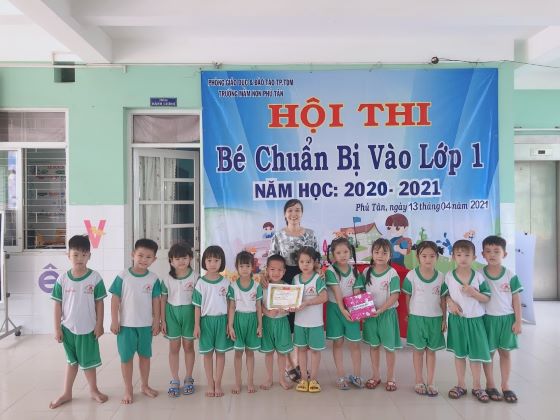 PHÒNG GIÁO DỤC & ĐÀO TẠO TP.TDM
TRƯỜNG MẦM NON PHÚ TÂN
HỘI THI
Bé Chuẩn Bị Vào Lớp 1
NĂM HỌC: 2020-2021
Phú Tân, ngày 13 tháng 04 năm 2021
V
Ê